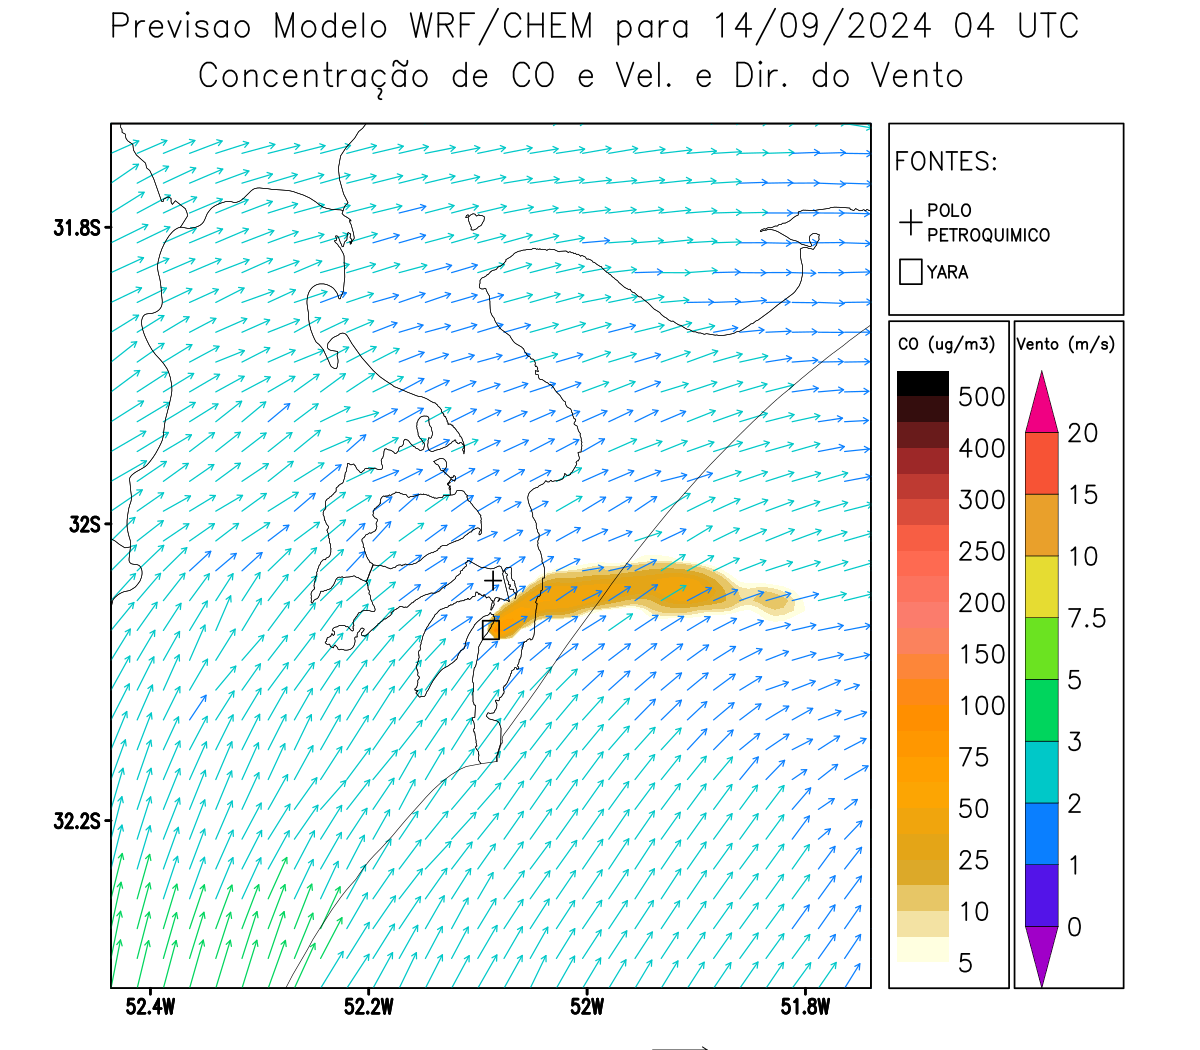 Previsao Modelo WRF/CHEM para 14/09/2024 04 UTC
Concentração de CO e Vel. e Dir. do Vento
FONTES:
POLO
PETROQUIMICO
YARA
CO (ug/m3)
500
400
300
250
200
150
100
75
50
25
10
5
Vento (m/s)
20
15
10
7.5
5
3
2
1
0
31.8S
32S
32.2S
52.4W
52.2W
52W
51.8W